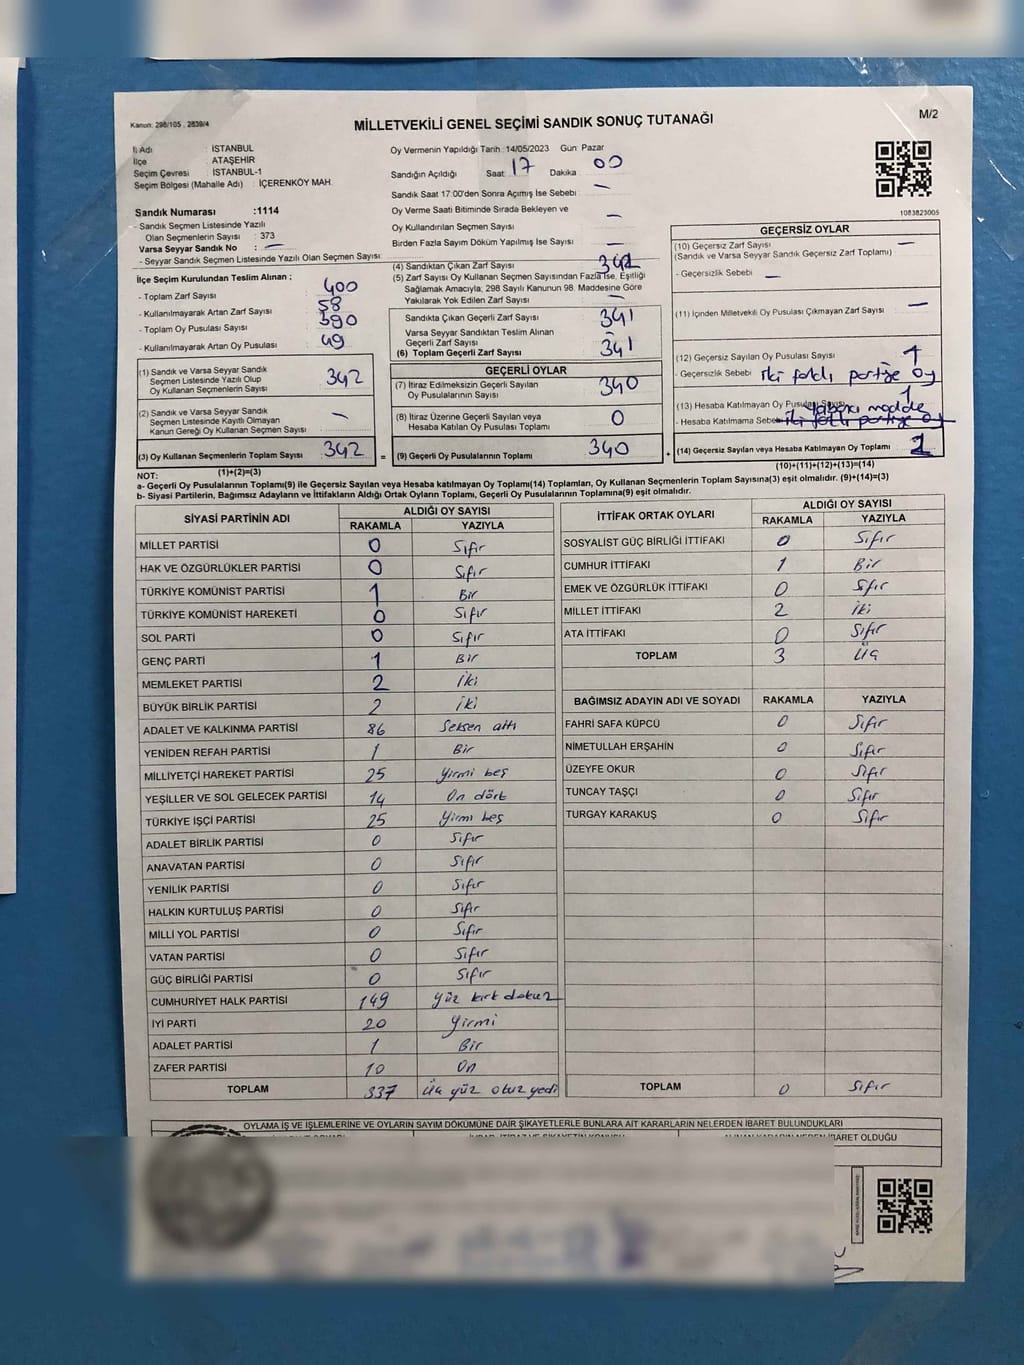 Kanun: 298/105 , 2839/4
MİLLETVEKİLİ GENEL SEÇİMİ SANDIK SONUÇ TUTANAĞI
M/2
İl Adı : İSTANBUL
İlçe : ATAŞEHİR
Seçim Çevresi : İSTANBUL-1
Seçim Bölgesi (Mahalle Adı) : İÇERENKÖY MAH.
Sandık Numarası :1114
Sandık Seçmen Listesinde Yazılı
Olan Seçmenlerin Sayısı : 373
Varsa Seyyar Sandık No : —
- Seyyar Sandık Seçmen Listesinde Yazılı Olan Seçmen Sayısı
Oy Vermenin Yapıldığı Tarih : 14/05/2023 Gün Pazar
Sandığın Açıldığı Saat 17 Dakika 00
Sandık Saat 17:00'den Sonra Açımış İse Sebebi —
Oy Verme Saati Bitiminde Sırada Bekleyen ve
Oy Kullandırılan Seçmen Sayısı —
Birden Fazla Sayım Döküm Yapılmış İse Sayısı —
1083823005
İlçe Seçim Kurulundan Teslim Alınan :
- Toplam Zarf Sayısı 400
- Kullanılmayarak Artan Zarf Sayısı 58
- Toplam Oy Pusulası Sayısı 390
- Kullanılmayarak Artan Oy Pusulası 49
(1) Sandık ve Varsa Seyyar Sandık
Seçmen Listesinde Yazılı Olup
Oy Kullanan Seçmenlerin Sayısı 342
(2) Sandık ve Varsa Seyyar Sandık
Seçmen Listesinde Kayıtlı Olmayan
Kanun Gereği Oy Kullanan Seçmen Sayısı —
(3) Oy Kullanan Seçmenlerin Toplam Sayısı 342
(1)+(2)=(3)
(4) Sandıktan Çıkan Zarf Sayısı 342
(5) Zarf Sayısı Oy Kullanan Seçmen Sayısından Fazla İse, Eşitliği
Sağlamak Amacıyla, 298 Sayılı Kanunun 98. Maddesine Göre
Yakılarak Yok Edilen Zarf Sayısı —
Sandıkta Çıkan Geçerli Zarf Sayısı 341
Varsa Seyyar Sandıktan Teslim Alınan
Geçerli Zarf Sayısı —
(6) Toplam Geçerli Zarf Sayısı 341
GEÇERLİ OYLAR
(7) İtiraz Edilmeksizin Geçerli Sayılan
Oy Pusulalarının Sayısı 340
(8) İtiraz Üzerine Geçerli Sayılan veya
Hesaba Katılan Oy Pusulası Toplamı 0
= (9) Geçerli Oy Pusulalarının Toplamı 340
GEÇERSİZ OYLAR
(10) Geçersiz Zarf Sayısı —
(Sandık ve Varsa Seyyar Sandık Geçersiz Zarf Toplamı)
- Geçersizlik Sebebi —
(11) İçinden Milletvekili Oy Pusulası Çıkmayan Zarf Sayısı —
(12) Geçersiz Sayılan Oy Pusulası Sayısı 1
- Geçersizlik Sebebi iki farklı partiye oy
(13) Hesaba Katılmayan Oy Pusulası Sayısı 1
- Hesaba Katılmama Sebebi yabancı madde
iki farklı partiye oy
+ (14) Geçersiz Sayılan veya Hesaba Katılmayan Oy Toplamı 2
(10)+(11)+(12)+(13)=(14)
NOT:
a- Geçerli Oy Pusulalarının Toplamı(9) ile Geçersiz Sayılan veya Hesaba katılmayan Oy Toplamı(14) Toplamları, Oy Kullanan Seçmenlerin Toplam Sayısına(3) eşit olmalıdır. (9)+(14)=(3)
b- Siyasi Partilerin, Bağımsız Adayların ve İttifakların Aldığı Ortak Oyların Toplamı, Geçerli Oy Pusulalarının Toplamına(9) eşit olmalıdır.
SİYASİ PARTİNİN ADI ALDIĞI OY SAYISI
RAKAMLA YAZIYLA
MİLLET PARTİSİ 0 Sıfır
HAK VE ÖZGÜRLÜKLER PARTİSİ 0 Sıfır
TÜRKİYE KOMÜNİST PARTİSİ 1 Bir
TÜRKİYE KOMÜNİST HAREKETİ 0 Sıfır
SOL PARTİ 0 Sıfır
GENÇ PARTİ 1 Bir
MEMLEKET PARTİSİ 2 İki
BÜYÜK BİRLİK PARTİSİ 2 İki
ADALET VE KALKINMA PARTİSİ 86 Seksen altı
YENİDEN REFAH PARTİSİ 1 Bir
MİLLİYETÇİ HAREKET PARTİSİ 25 Yirmi beş
YEŞİLLER VE SOL GELECEK PARTİSİ 14 On dört
TÜRKİYE İŞÇİ PARTİSİ 25 Yirmi beş
ADALET BİRLİK PARTİSİ 0 Sıfır
ANAVATAN PARTİSİ 0 Sıfır
YENİLİK PARTİSİ 0 Sıfır
HALKIN KURTULUŞ PARTİSİ 0 Sıfır
MİLLİ YOL PARTİSİ 0 Sıfır
VATAN PARTİSİ 0 Sıfır
GÜÇ BİRLİĞİ PARTİSİ 0 Sıfır
CUMHURİYET HALK PARTİSİ 149 Yüz kırk dokuz
İYİ PARTİ 20 Yirmi
ADALET PARTİSİ 1 Bir
ZAFER PARTİSİ 10 On
TOPLAM 337 Üç yüz otuz yedi
İTTİFAK ORTAK OYLARI ALDIĞI OY SAYISI
RAKAMLA YAZIYLA
SOSYALİST GÜÇ BİRLİĞİ İTTİFAKI 0 Sıfır
CUMHUR İTTİFAKI 1 Bir
EMEK VE ÖZGÜRLÜK İTTİFAKI 0 Sıfır
MİLLET İTTİFAKI 2 İki
ATA İTTİFAKI 0 Sıfır
TOPLAM 3 Üç
BAĞIMSIZ ADAYIN ADI VE SOYADI RAKAMLA YAZIYLA
FAHRİ SAFA KÜPCÜ 0 Sıfır
NİMETULLAH ERŞAHİN 0 Sıfır
ÜZEYFE OKUR 0 Sıfır
TUNCAY TAŞÇI 0 Sıfır
TURGAY KARAKUŞ 0 Sıfır
TOPLAM 0 Sıfır
OYLAMA İŞ VE İŞLEMLERİNE VE OYLARIN SAYIM DÖKÜMÜNE DAİR ŞİKAYETLERLE BUNLARA AİT KARARLARIN NELERDEN İBARET BULUNDUKLARI
İBARET OLDUĞU